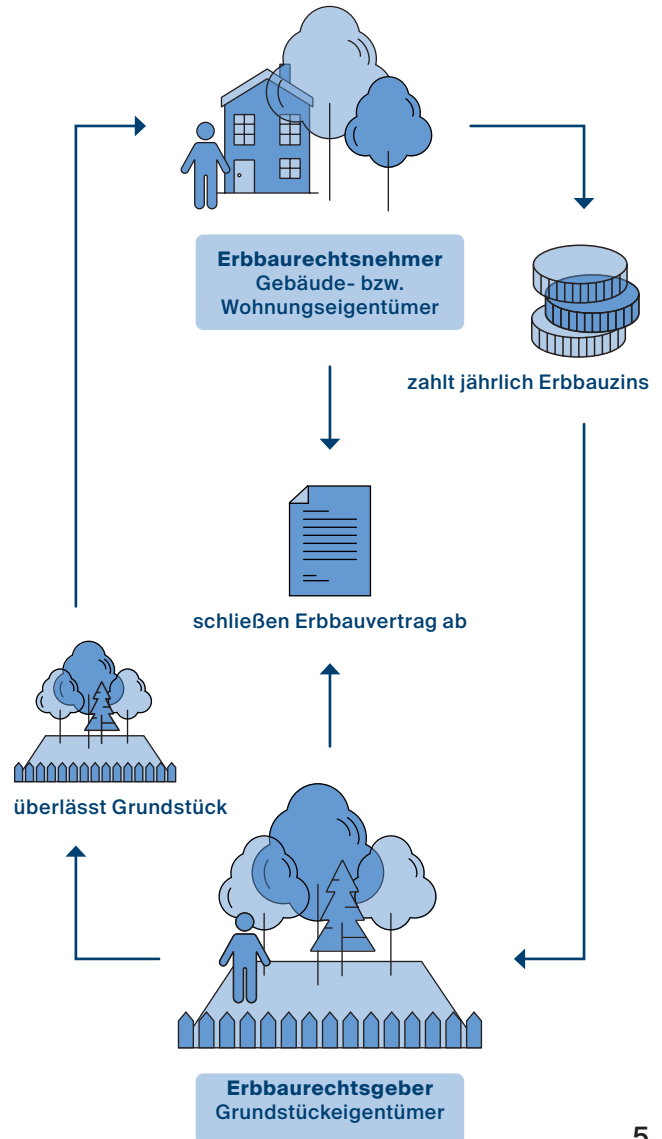 Erbbaurechtsnehmer
Gebäude- bzw.
Wohnungseigentümer
zahlt jährlich Erbbauzins
schließen Erbbauvertrag ab
überlässt Grundstück
Erbbaurechtsgeber
Grundstückeigentümer
5